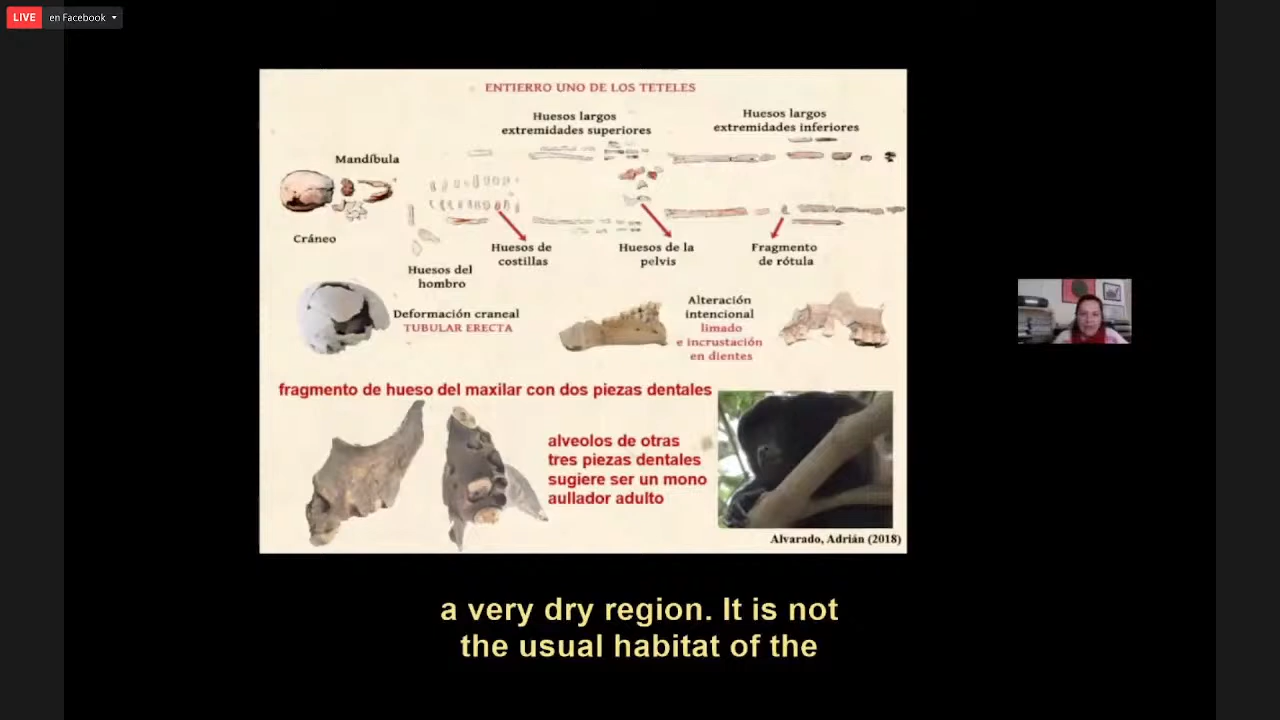 LIVE en Facebook
ENTIERRO UNO DE LOS TETELES
Huesos largos
extremidades superiores
Huesos largos
extremidades inferiores
Mandíbula
Cráneo
Huesos de
costillas
Huesos de la
pelvis
Fragmento
de rótula
Huesos del
hombro
Deformación craneal
TUBULAR ERECTA
Alteración
intencional
limado
e incrustación
en dientes
fragmento de hueso del maxilar con dos piezas dentales
alveolos de otras
tres piezas dentales
sugiere ser un mono
aullador adulto
Alvarado, Adrián (2018)
a very dry region. It is not
the usual habitat of the